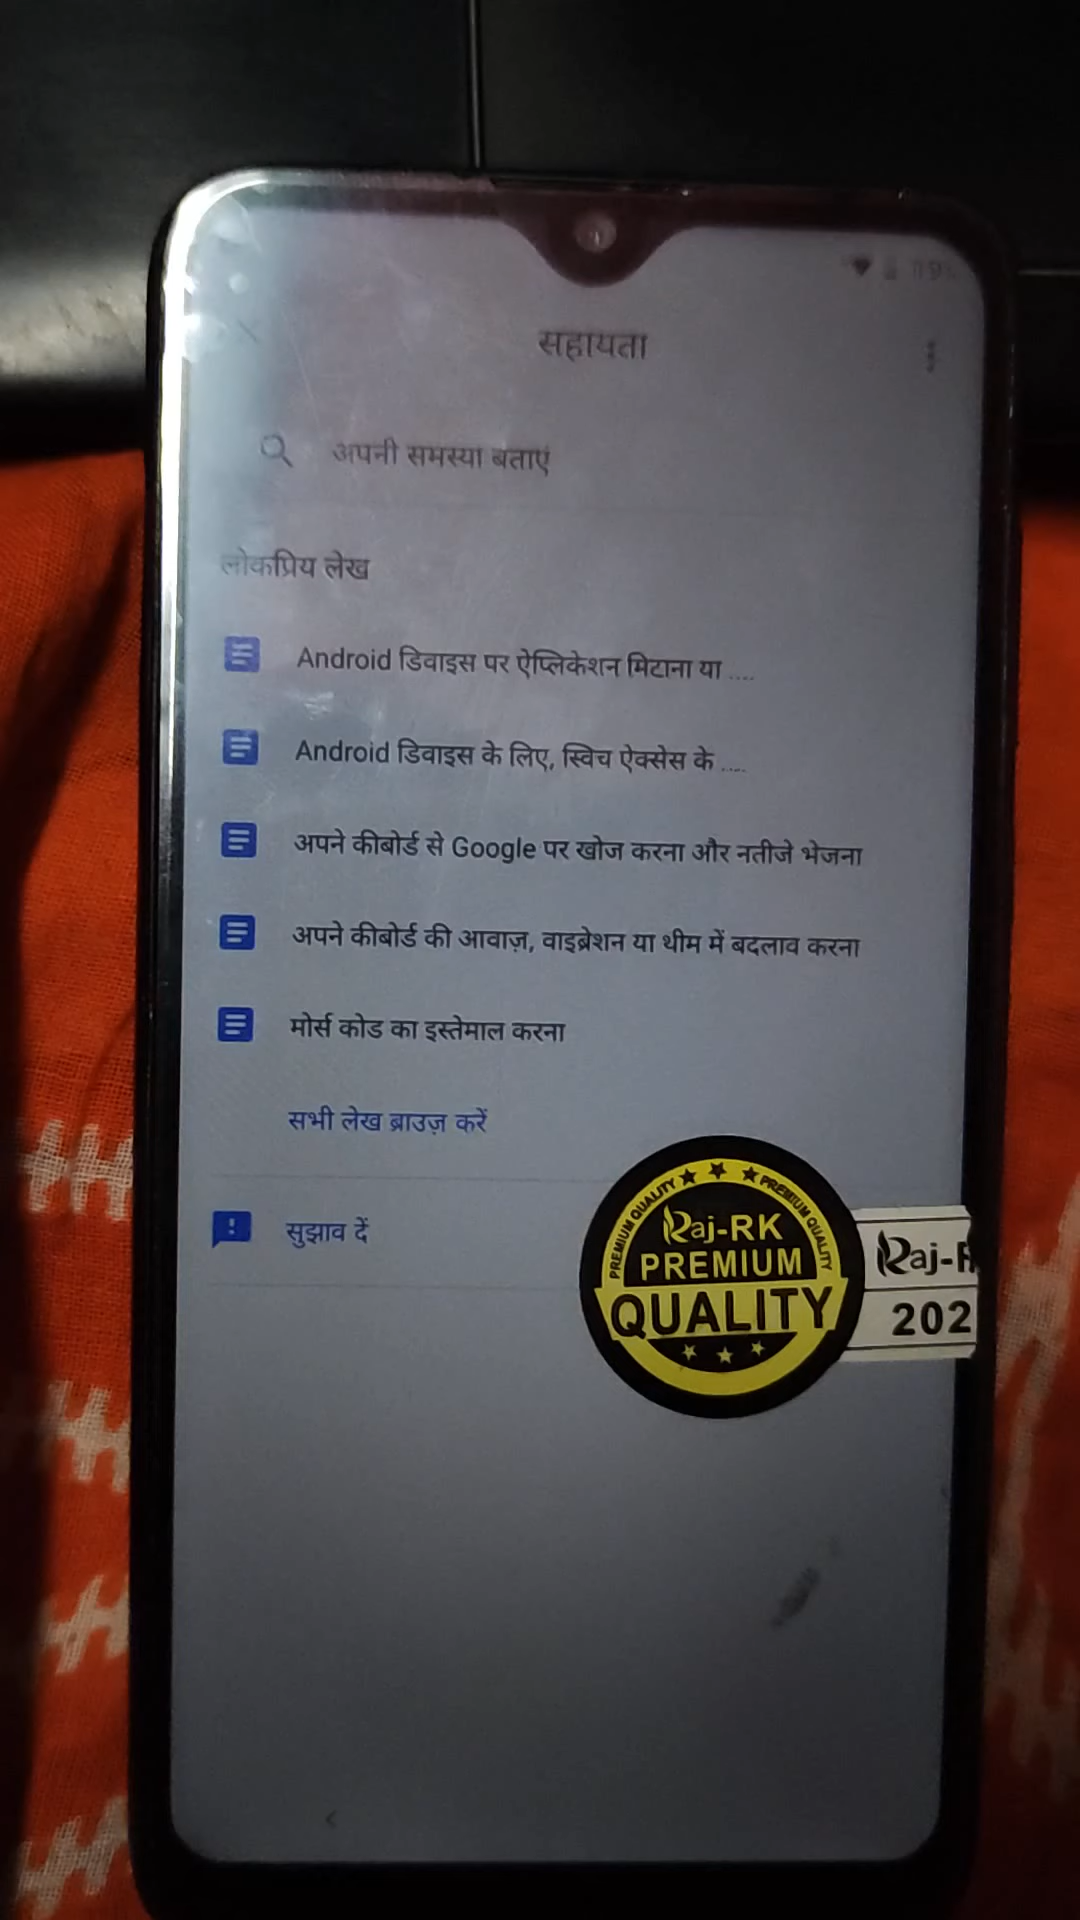 सहायता
अपनी समस्या बताएं
लोकप्रिय लेख
Android डिवाइस पर ऐप्लिकेशन मिटाना या ....
Android डिवाइस के लिए, स्विच ऐक्सेस के ....
अपने कीबोर्ड से Google पर खोज करना और नतीजे भेजना
अपने कीबोर्ड की आवाज़, वाइब्रेशन या थीम में बदलाव करना
मोर्स कोड का इस्तेमाल करना
सभी लेख ब्राउज़ करें
सुझाव दें
PREMIUM QUALITY ★ ★ ★ PREMIUM QUALITY
Raj-RK
PREMIUM
QUALITY
Raj-R
202